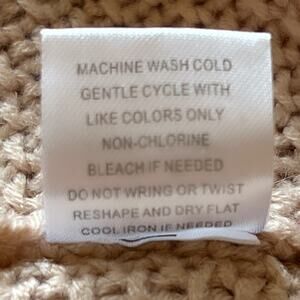 MACHINE WASH COLD
GENTLE CYCLE WITH
LIKE COLORS ONLY
NON-CHLORINE
BLEACH IF NEEDED
DO NOT WRING OR TWIST
RESHAPE AND DRY FLAT
COOL IRON IF NEEDED